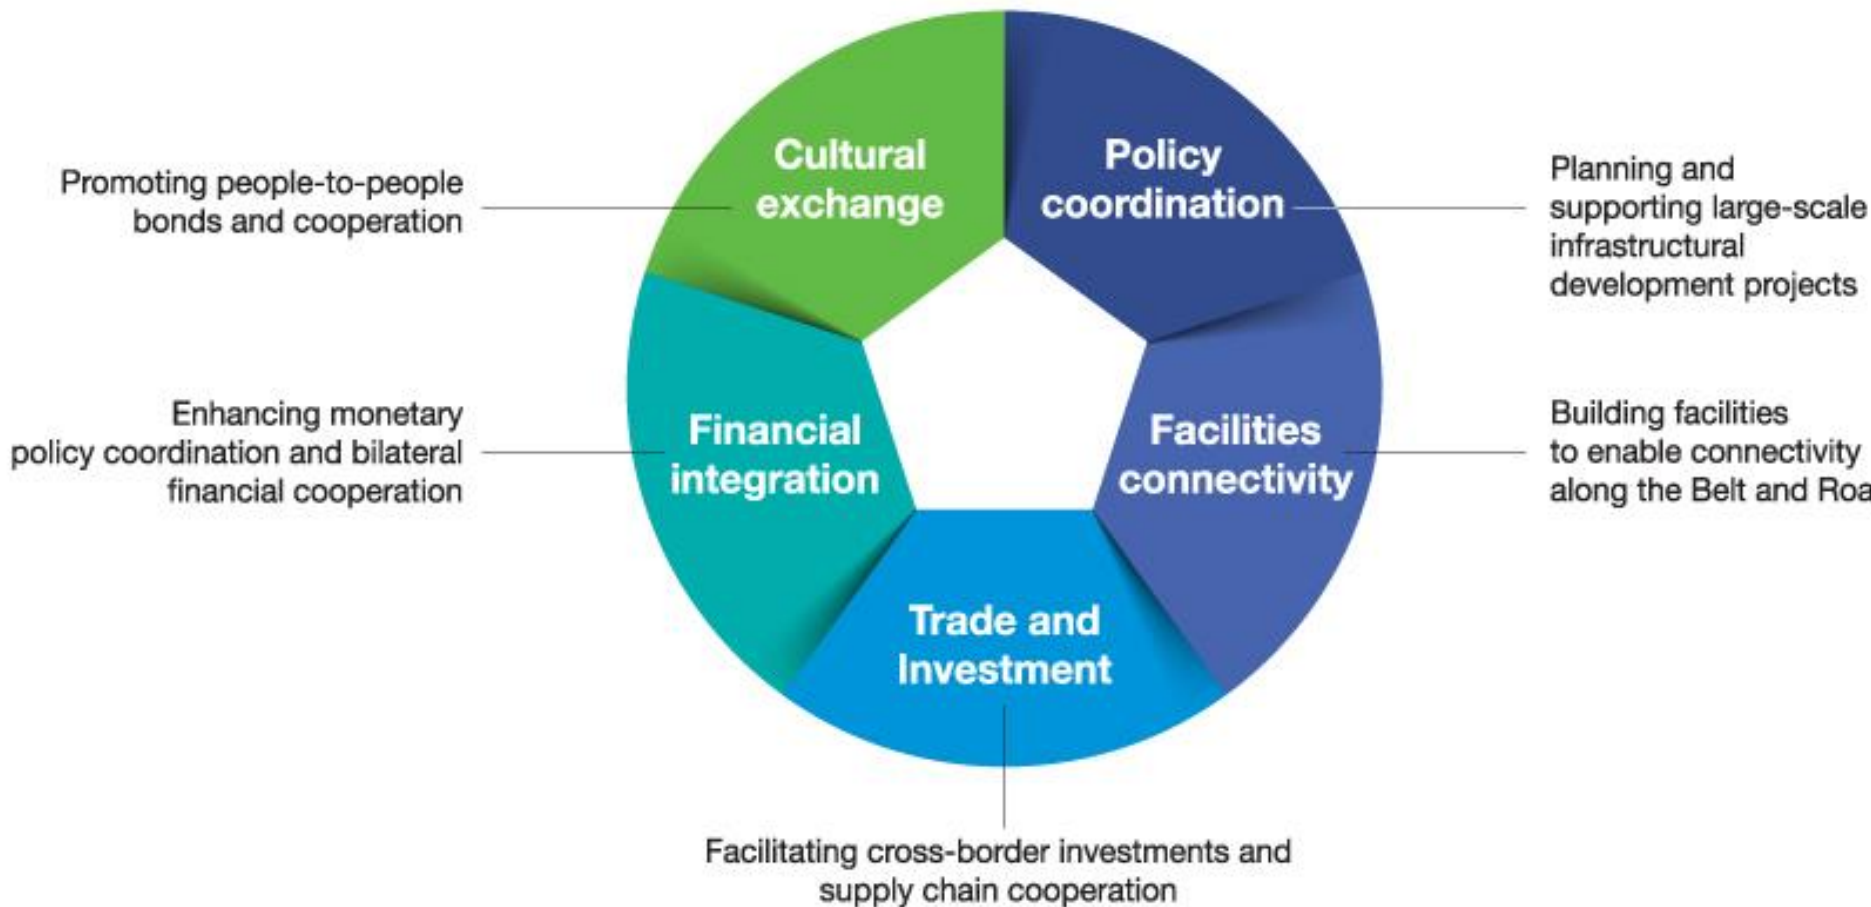 Cultural
exchange
Policy
coordination
Promoting people-to-people
bonds and cooperation
Planning and
supporting large-scale
infrastructural
development projects
Financial
integration
Facilities
connectivity
Enhancing monetary
policy coordination and bilateral
financial cooperation
Building facilities
to enable connectivity
along the Belt and Roa
Trade and
Investment
Facilitating cross-border investments and
supply chain cooperation